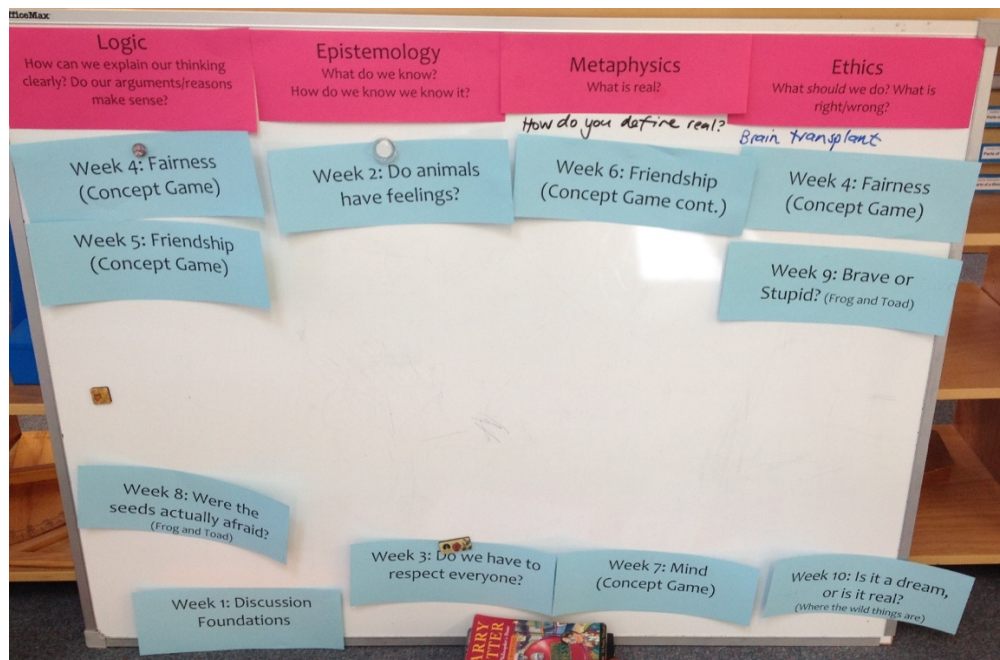 OfficeMax
Logic
How can we explain our thinking
clearly? Do our arguments/reasons
make sense?
Epistemology
What do we know?
How do we know we know it?
Metaphysics
What is real?
Ethics
What should we do? What is
right/wrong?
How do you define real?
Brain transplant
Week 4: Fairness
(Concept Game)
Week 2: Do animals
have feelings?
Week 6: Friendship
(Concept Game cont.)
Week 4: Fairness
(Concept Game)
Week 5: Friendship
(Concept Game)
Week 9: Brave or
Stupid? (Frog and Toad)
Week 8: Were the
seeds actually afraid?
(Frog and Toad)
Week 3: Do we have to
respect everyone?
Week 7: Mind
(Concept Game)
Week 10: Is it a dream,
or is it real?
(Where the wild things are)
Week 1: Discussion
Foundations
ARRY
TTER